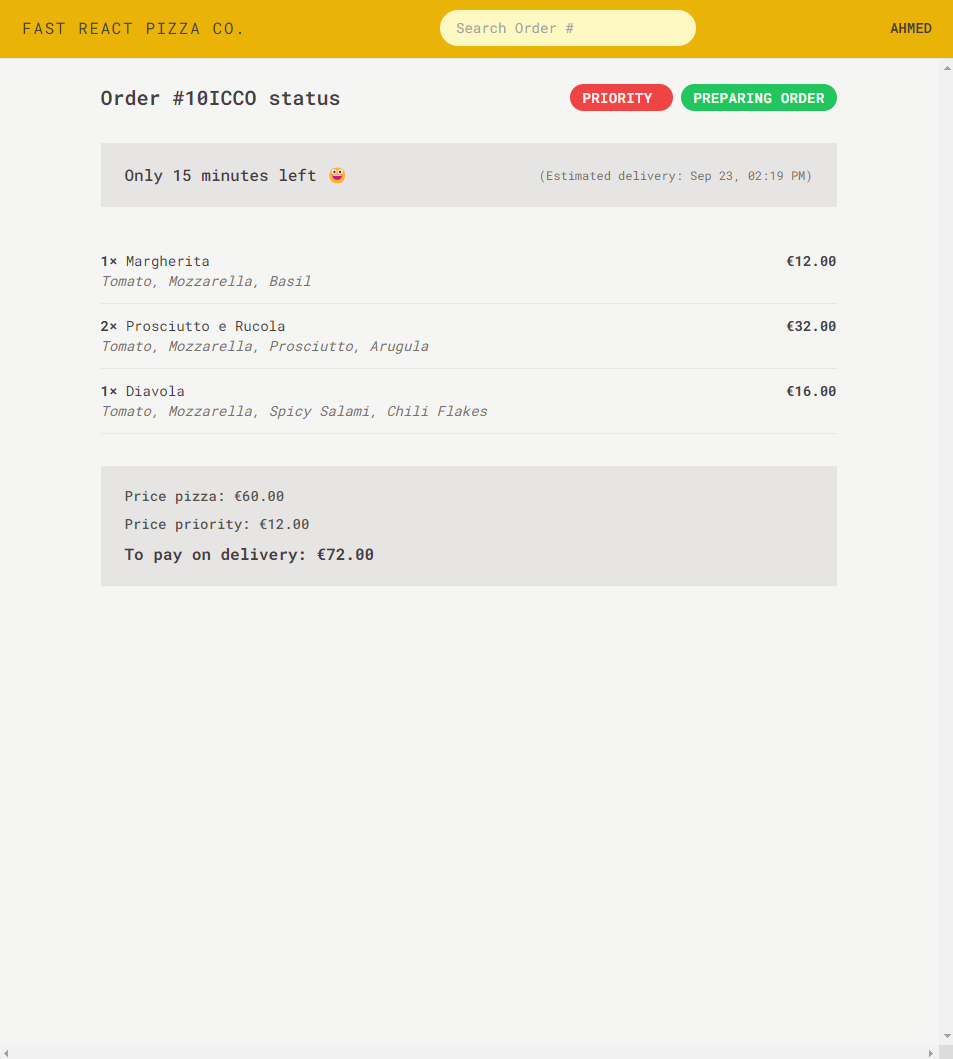 FAST REACT PIZZA CO.
Search Order #
AHMED
Order #10ICCO status
PRIORITY
PREPARING ORDER
Only 15 minutes left 😛
(Estimated delivery: Sep 23, 02:19 PM)
1× Margherita
€12.00
Tomato, Mozzarella, Basil
2× Prosciutto e Rucola
€32.00
Tomato, Mozzarella, Prosciutto, Arugula
1× Diavola
€16.00
Tomato, Mozzarella, Spicy Salami, Chili Flakes
Price pizza: €60.00
Price priority: €12.00
To pay on delivery: €72.00